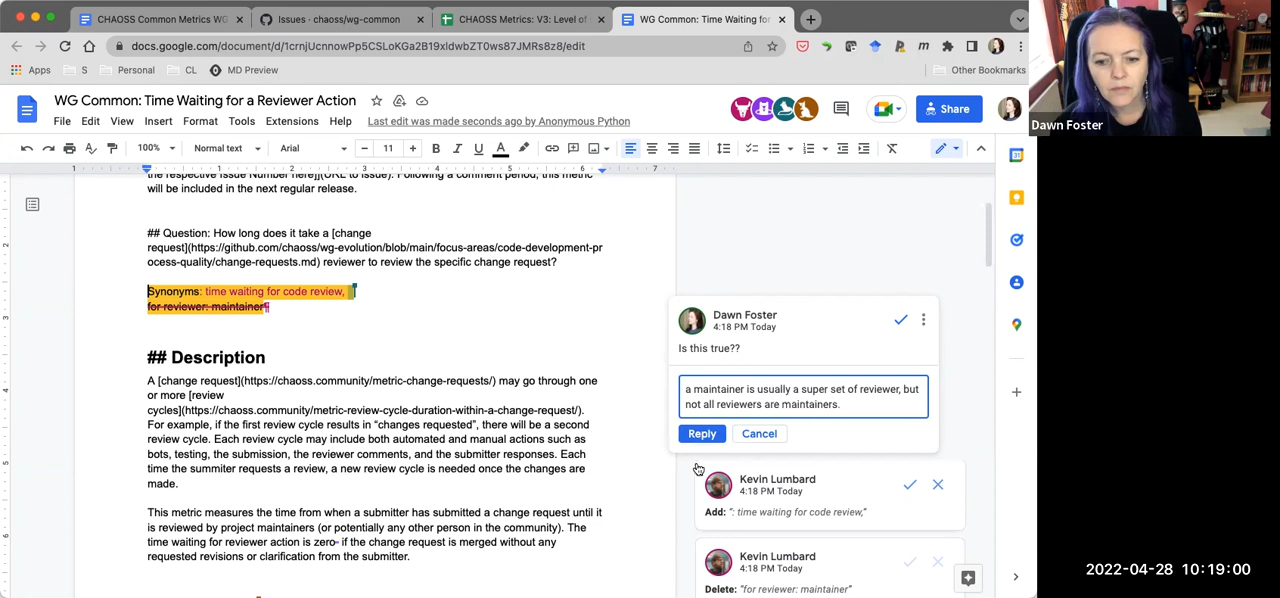 CHAOSS Common Metrics WG
Issues · chaoss/wg-common
CHAOSS Metrics: V3: Level of
WG Common: Time Waiting for
docs.google.com/document/d/1crnjUcnnowPp5CSLoKGa2B19xIdwbZT0ws87JMRs8z8/edit
Apps
S
Personal
CL
MD Preview
Other Bookmarks
WG Common: Time Waiting for a Reviewer Action
File Edit View Insert Format Tools Extensions Help
Last edit was made seconds ago by Anonymous Python
Share
100%
Normal text
Arial
11
1 1 2 3 4 5 6 7
the respective Issue Number Here](URL to Issue). Following a comment period, this metric
will be included in the next regular release.
## Question: How long does it take a [change
request](https://github.com/chaoss/wg-evolution/blob/main/focus-areas/code-development-pr
ocess-quality/change-requests.md) reviewer to review the specific change request?
Synonyms: time waiting for code review,
for reviewer: maintainer¶
## Description
A [change request](https://chaoss.community/metric-change-requests/) may go through one
or more [review
cycles](https://chaoss.community/metric-review-cycle-duration-within-a-change-request/).
For example, if the first review cycle results in “changes requested”, there will be a second
review cycle. Each review cycle may include both automated and manual actions such as
bots, testing, the submission, the reviewer comments, and the submitter responses. Each
time the summiter requests a review, a new review cycle is needed once the changes are
made.
This metric measures the time from when a submitter has submitted a change request until it
is reviewed by project maintainers (or potentially any other person in the community). The
time waiting for reviewer action is zero- if the change request is merged without any
requested revisions or clarification from the submitter.
Dawn Foster
4:18 PM Today
Is this true??
a maintainer is usually a super set of reviewer, but
not all reviewers are maintainers.
Reply
Cancel
Kevin Lumbard
4:18 PM Today
Add: “: time waiting for code review,”
Kevin Lumbard
4:18 PM Today
Delete: “for reviewer: maintainer”
Dawn Foster
2022-04-28 10:19:00